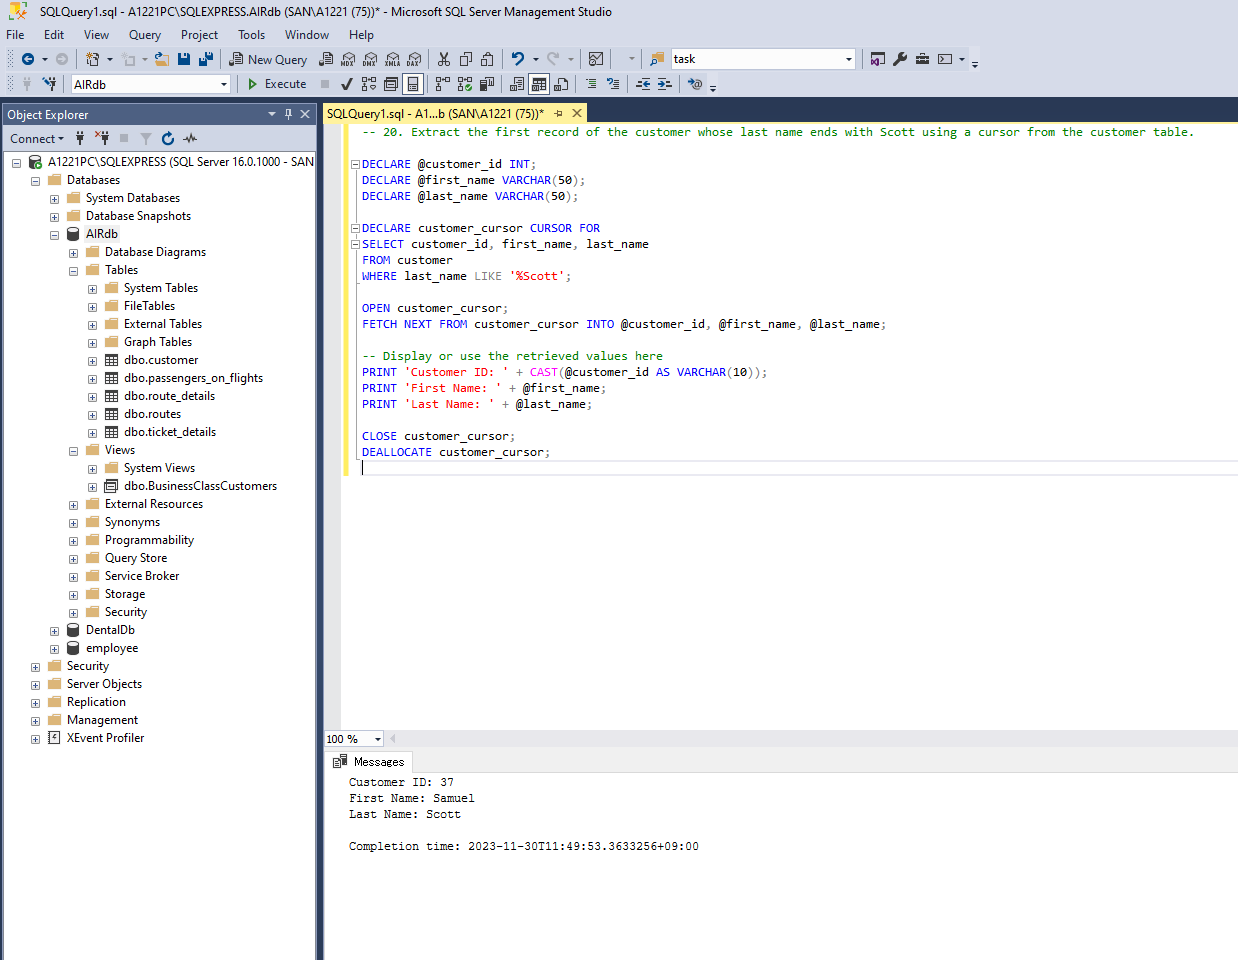 SQLQuery1.sql - A1221PC\SQLEXPRESS.AIRdb (SAN\A1221 (75))* - Microsoft SQL Server Management Studio
File Edit View Query Project Tools Window Help
New Query MDX DMX XMLA DAX task
AIRdb Execute
Object Explorer
Connect
A1221PC\SQLEXPRESS (SQL Server 16.0.1000 - SAN
Databases
System Databases
Database Snapshots
AIRdb
Database Diagrams
Tables
System Tables
FileTables
External Tables
Graph Tables
dbo.customer
dbo.passengers_on_flights
dbo.route_details
dbo.routes
dbo.ticket_details
Views
System Views
dbo.BusinessClassCustomers
External Resources
Synonyms
Programmability
Query Store
Service Broker
Storage
Security
DentalDb
employee
Security
Server Objects
Replication
Management
XEvent Profiler
SQLQuery1.sql - A1...b (SAN\A1221 (75))*
-- 20. Extract the first record of the customer whose last name ends with Scott using a cursor from the customer table.
DECLARE @customer_id INT;
DECLARE @first_name VARCHAR(50);
DECLARE @last_name VARCHAR(50);
DECLARE customer_cursor CURSOR FOR
SELECT customer_id, first_name, last_name
FROM customer
WHERE last_name LIKE '%Scott';
OPEN customer_cursor;
FETCH NEXT FROM customer_cursor INTO @customer_id, @first_name, @last_name;
-- Display or use the retrieved values here
PRINT 'Customer ID: ' + CAST(@customer_id AS VARCHAR(10));
PRINT 'First Name: ' + @first_name;
PRINT 'Last Name: ' + @last_name;
CLOSE customer_cursor;
DEALLOCATE customer_cursor;
100 %
Messages
Customer ID: 37
First Name: Samuel
Last Name: Scott
Completion time: 2023-11-30T11:49:53.3633256+09:00